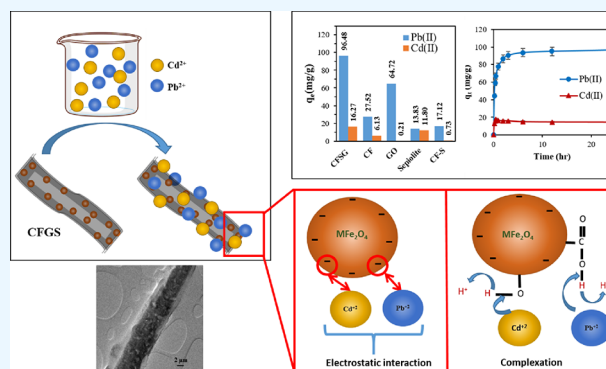 Cd²⁺
Pb²⁺
CFGS
2 µm
qₑ (mg/g)
120
100
80
60
40
20
0
Pb(II)
Cd(II)
96.48
16.27
27.52
6.13
64.72
0.21
13.83
11.80
17.12
0.73
CFSG
CF
GO
Sepiolite
CF-S
120
100
80
60
40
20
0
Pb(II)
Cd(II)
0
10
20
Time (hr)
MFe₂O₄
Cd⁺²
Pb⁺²
Electrostatic interaction
MFe₂O₄
O
C
O
H
H
H⁺
H
O
Cd⁺²
Pb⁺²
Complexation